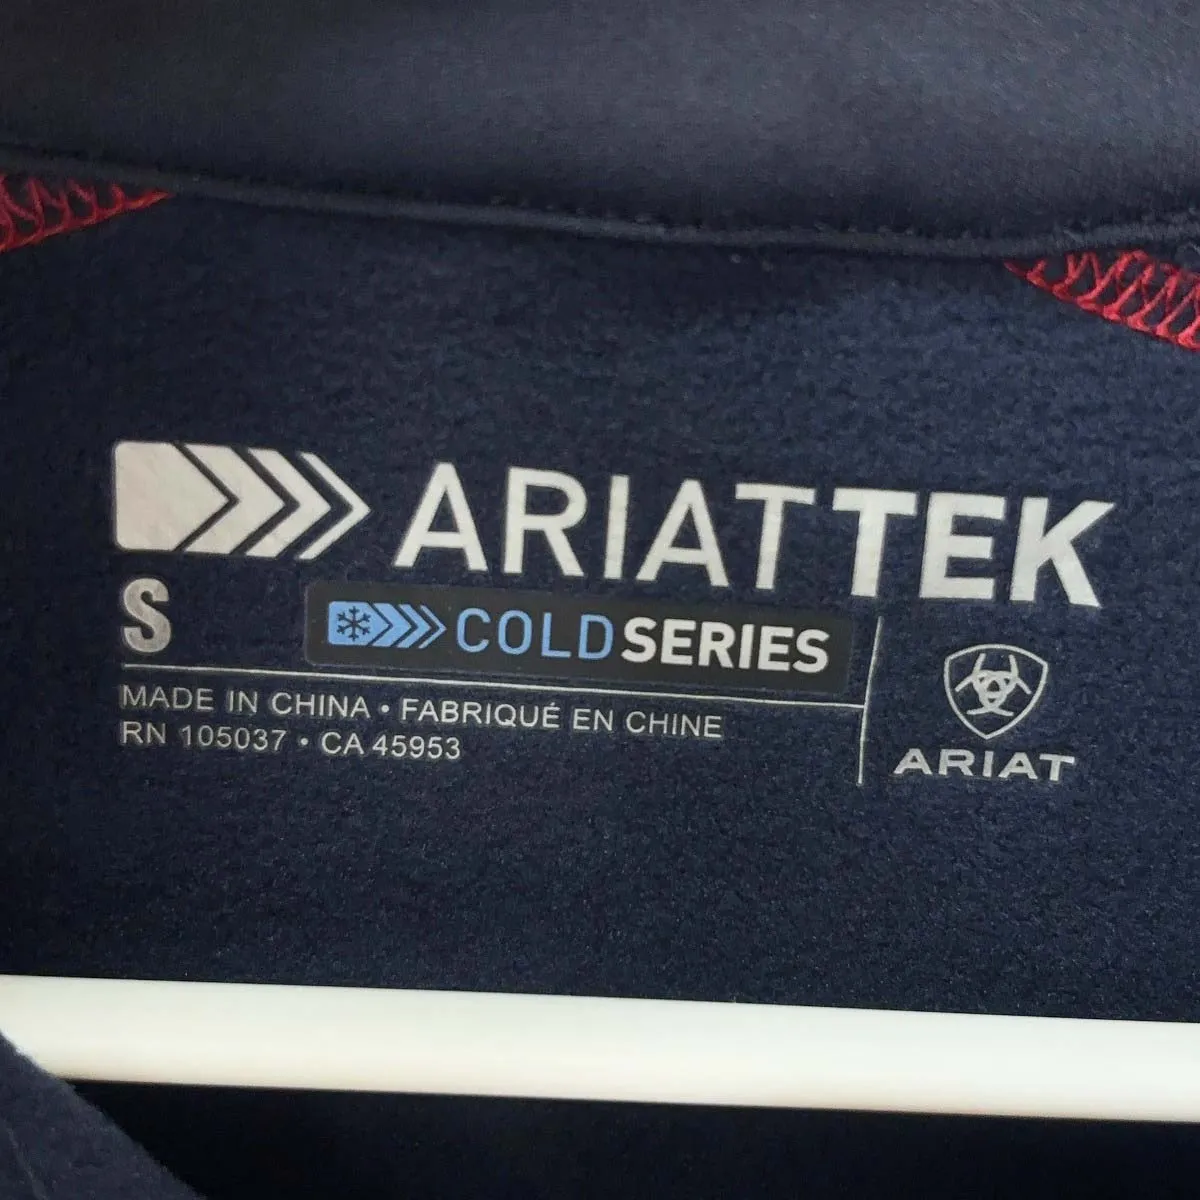 ARIATTEK
S
COLD SERIES
MADE IN CHINA • FABRIQUÉ EN CHINE
RN 105037 • CA 45953
ARIAT